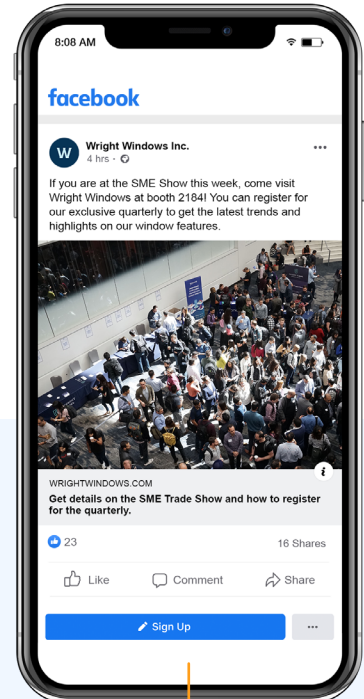 8:08 AM
facebook
W
Wright Windows Inc.
4 hrs ·
If you are at the SME Show this week, come visit
Wright Windows at booth 2184! You can register for
our exclusive quarterly to get the latest trends and
highlights on our window features.
i
WRIGHTWINDOWS.COM
Get details on the SME Trade Show and how to register
for the quarterly.
23
16 Shares
Like
Comment
Share
Sign Up